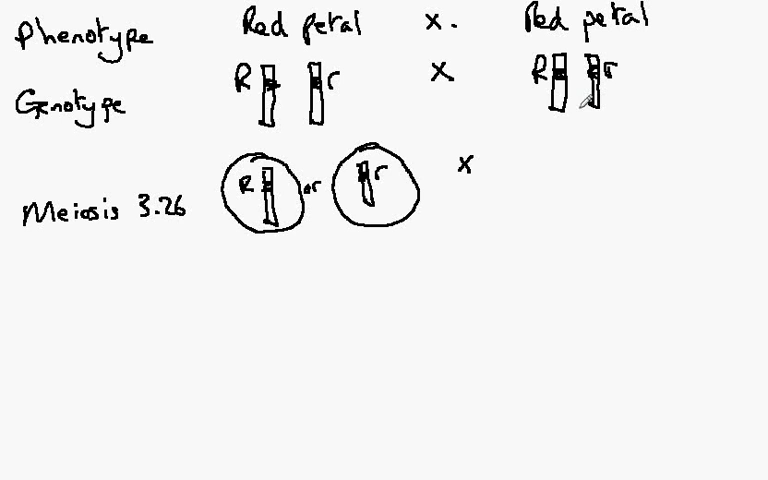 Phenotype Red petal x. Red petal
Genotype R r x R r
Meiosis 3.26 R or r x